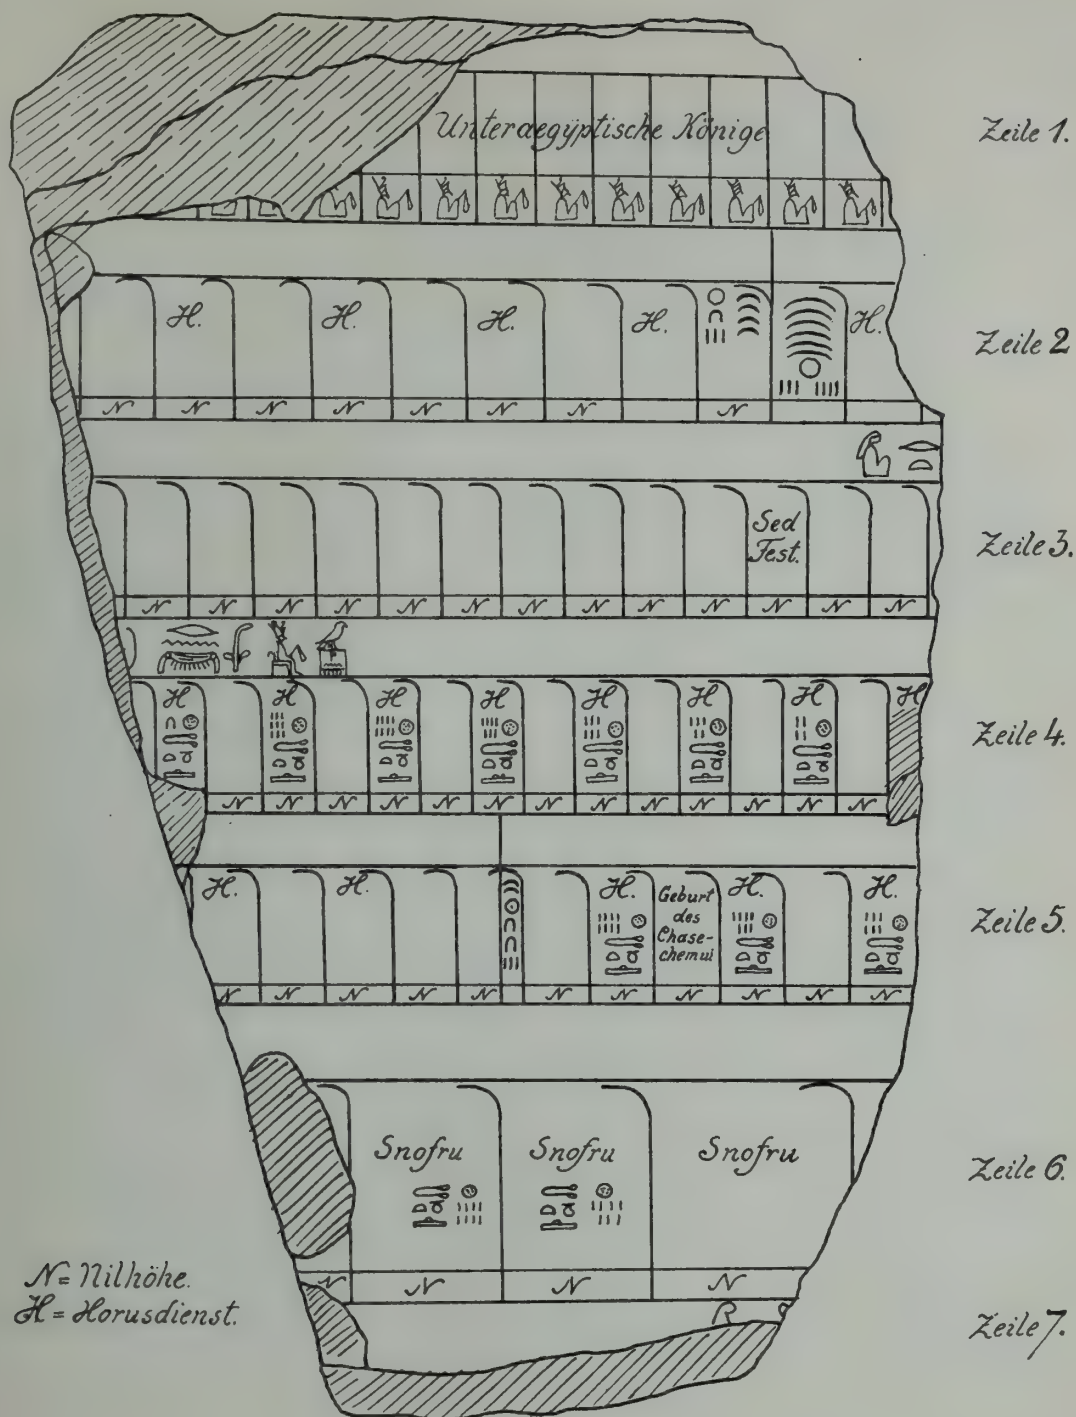 Unteraegyptische Könige
Zeile 1.
H. H. H. H. H.
N N N N N N N N
Zeile 2
Sed
Fest.
N N N N N N N N N N N N N
Zeile 3.
H H H H H H H H
N N N N N N N N N N N N N
Zeile 4.
H. H. H. H. H.
Geburt
des
Chase-
chemui
N N N N N N N N N N N
Zeile 5.
Snofru Snofru Snofru
N N N N
Zeile 6.
N = Nilhöhe.
H = Horusdienst.
Zeile 7.